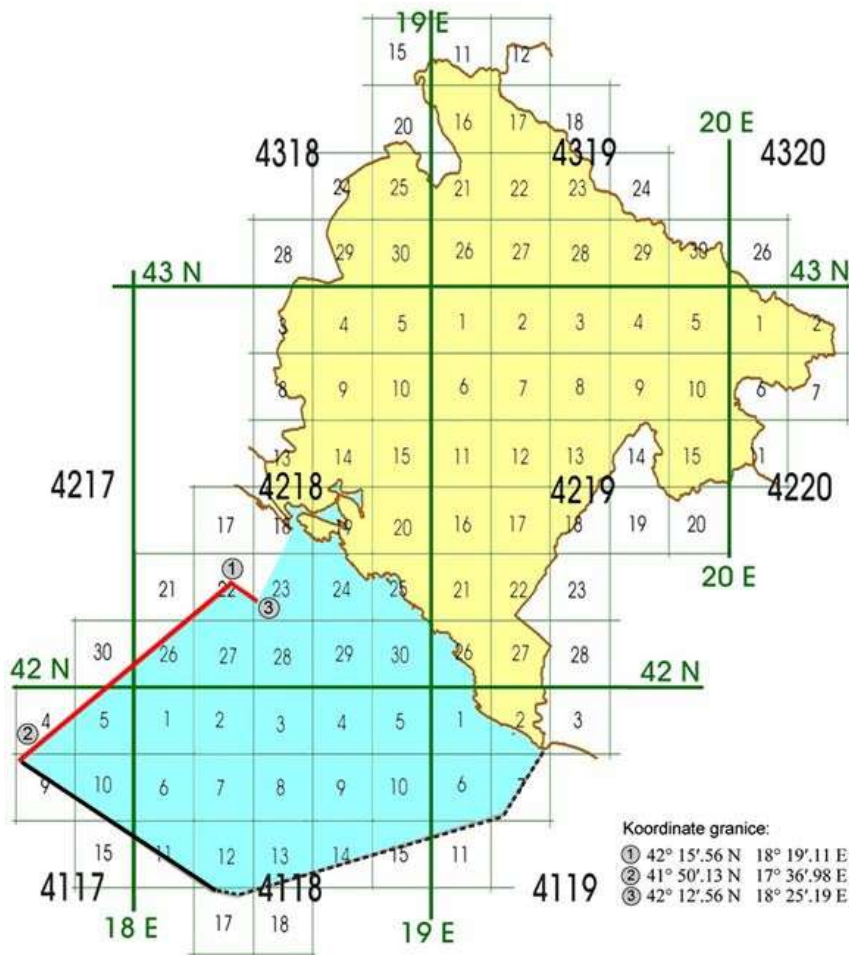 19 E
15 11 12
20 16 17 18
20 E
4318 4319 4320
24 25 21 22 23 24
28 29 30 26 27 28 29 30 26
43 N 43 N
3 4 5 1 2 3 4 5 1 2
8 9 10 6 7 8 9 10 6 7
13 14 15 11 12 13 14 15 11
4217 4218 4219 4220
17 18 19 20 16 17 18 19 20
20 E
1
21 22 23 24 25 21 22 23
3
30 26 27 28 29 30 26 27 28
42 N 42 N
4 5 1 2 3 4 5 1 2 3
2
9 10 6 7 8 9 10 6 7
15 11 12 13 14 15 11
4117 4118 4119
18 E 17 18 19 E
Koordinate granice:
1 42° 15'.56 N 18° 19'.11 E
2 41° 50'.13 N 17° 36'.98 E
3 42° 12'.56 N 18° 25'.19 E